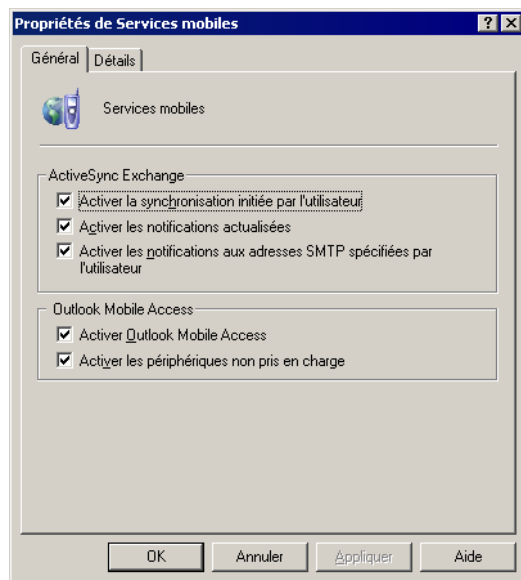 Propriétés de Services mobiles
Général
Détails
Services mobiles
ActiveSync Exchange
Activer la synchronisation initiée par l'utilisateur
Activer les notifications actualisées
Activer les notifications aux adresses SMTP spécifiées par
l'utilisateur
Outlook Mobile Access
Activer Outlook Mobile Access
Activer les périphériques non pris en charge
OK
Annuler
Appliquer
Aide